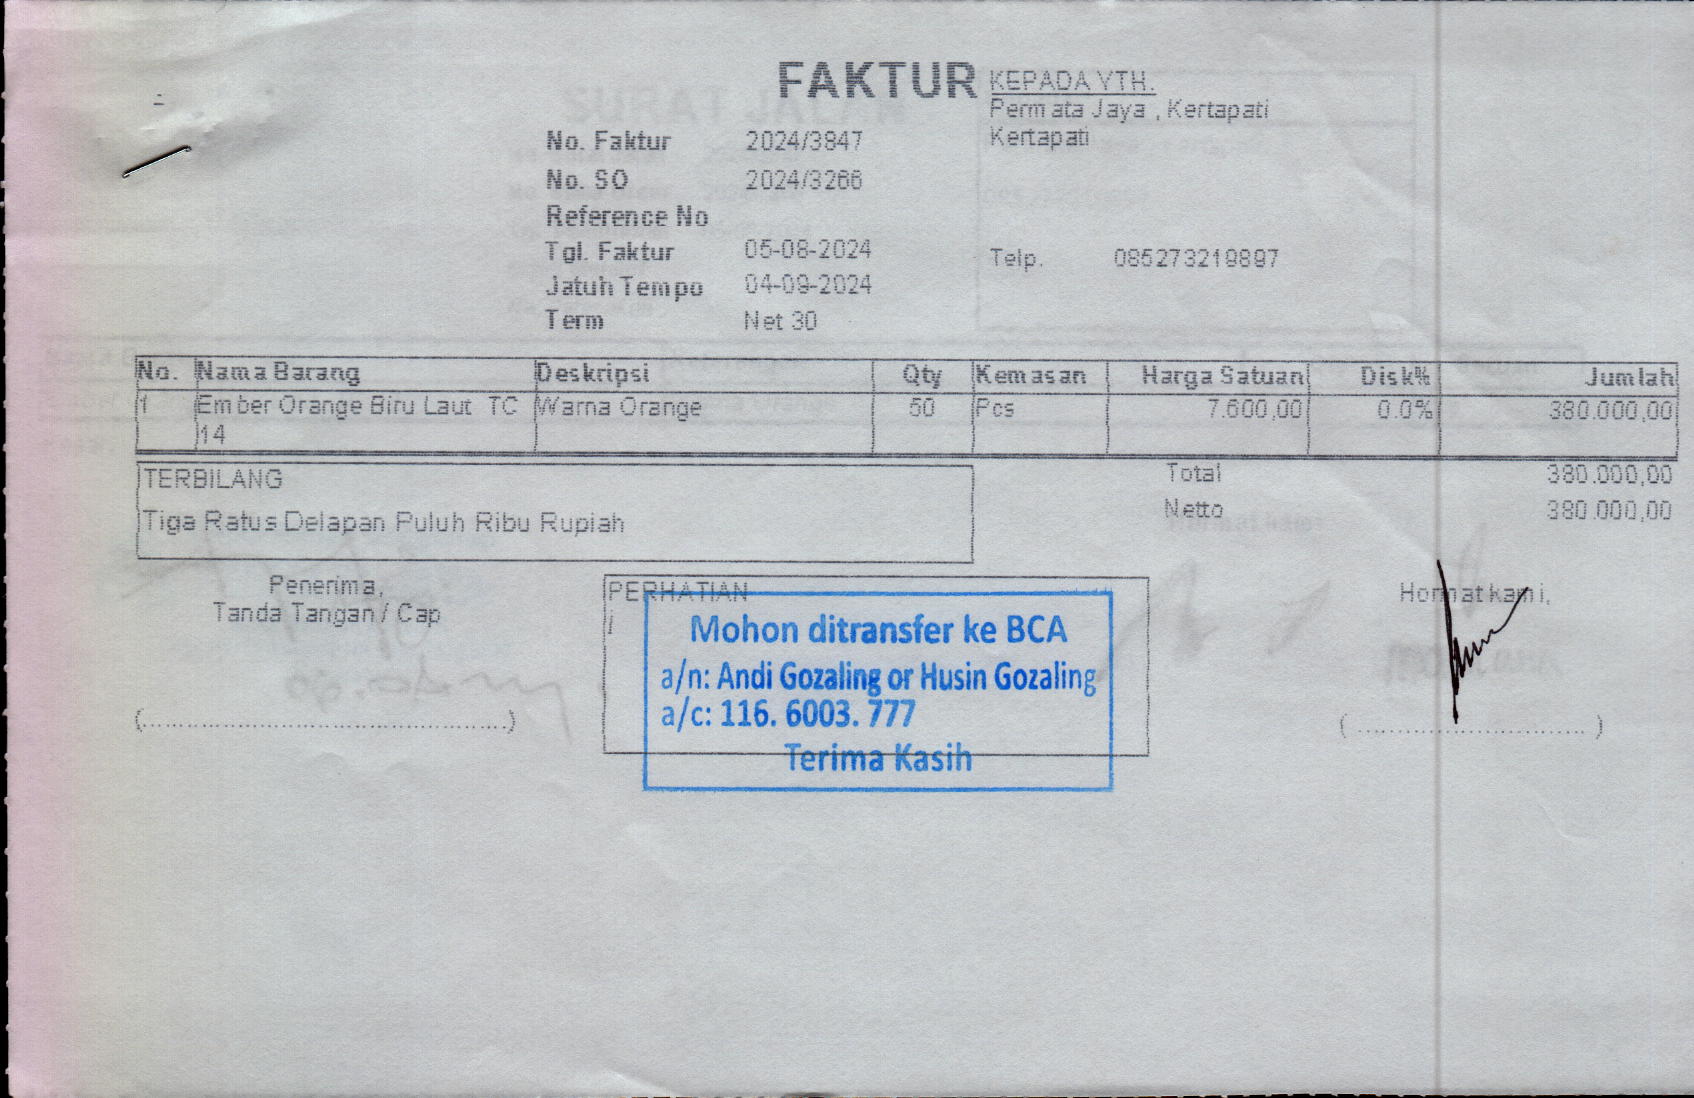 FAKTUR
KEPADA YTH.
Permata Jaya , Kertapati
Kertapati
No. Faktur 2024/3847
No. SO 2024/3266
Reference No
Tgl. Faktur 05-08-2024
Jatuh Tempo 04-09-2024
Term Net 30
Telp. 085273219897
No. Nama Barang Deskripsi Qty Kemasan Harga Satuan Disk% Jumlah
1 Ember Orange Biru Laut TC Warna Orange 50 Pcs 7.600,00 0.0% 380.000,00
14
TERBILANG
Tiga Ratus Delapan Puluh Ribu Rupiah
Total 380.000,00
Netto 380.000,00
Penerima,
Tanda Tangan / Cap
(..................................................)
PERHATIAN
Mohon ditransfer ke BCA
a/n: Andi Gozaling or Husin Gozaling
a/c: 116. 6003. 777
Terima Kasih
Hormat kami,
( ............................... )